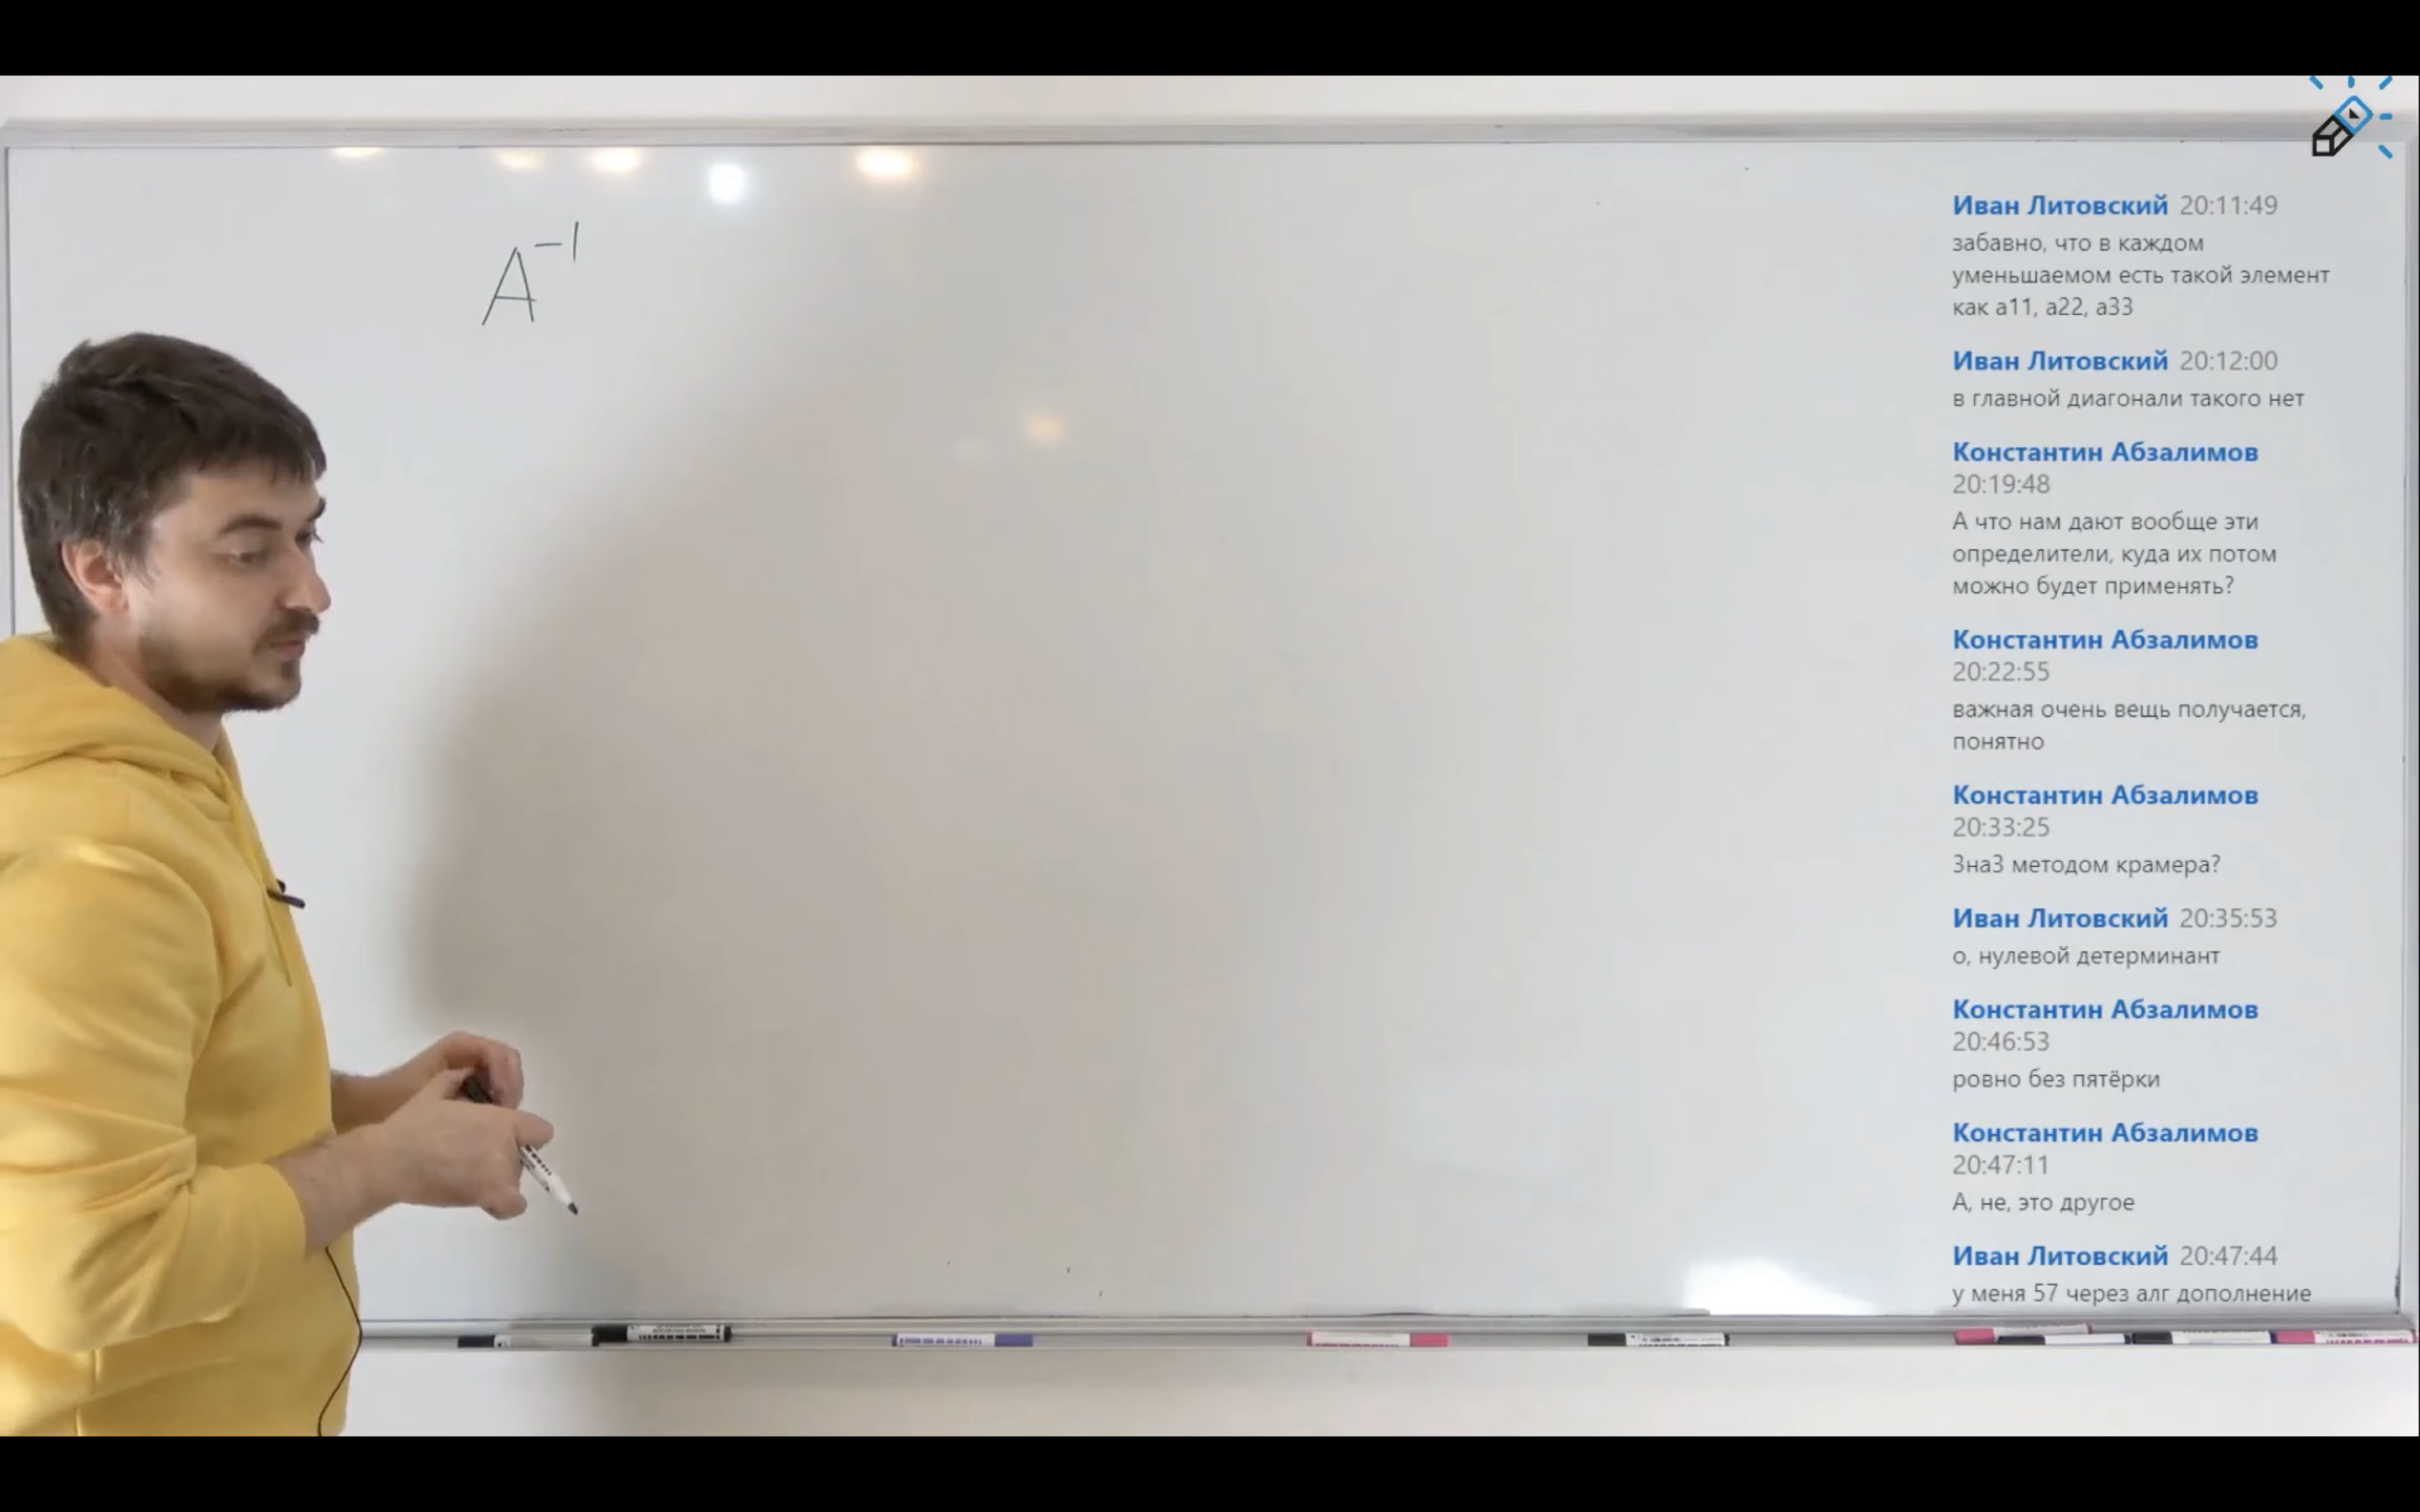 A⁻¹
Иван Литовский 20:11:49
забавно, что в каждом
уменьшаемом есть такой элемент
как а11, а22, а33
Иван Литовский 20:12:00
в главной диагонали такого нет
Константин Абзалимов
20:19:48
А что нам дают вообще эти
определители, куда их потом
можно будет применять?
Константин Абзалимов
20:22:55
важная очень вещь получается,
понятно
Константин Абзалимов
20:33:25
3на3 методом крамера?
Иван Литовский 20:35:53
о, нулевой детерминант
Константин Абзалимов
20:46:53
ровно без пятёрки
Константин Абзалимов
20:47:11
А, не, это другое
Иван Литовский 20:47:44
у меня 57 через алг дополнение